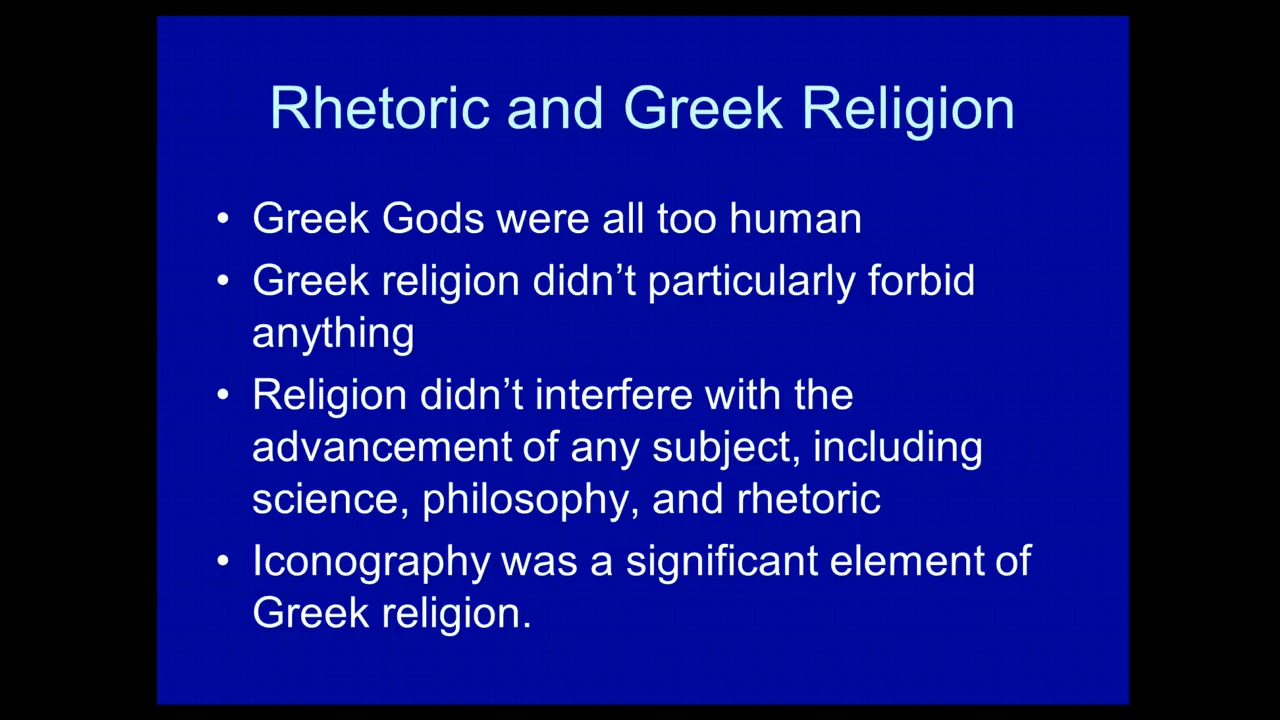 Rhetoric and Greek Religion
• Greek Gods were all too human
• Greek religion didn’t particularly forbid
anything
• Religion didn’t interfere with the
advancement of any subject, including
science, philosophy, and rhetoric
• Iconography was a significant element of
Greek religion.